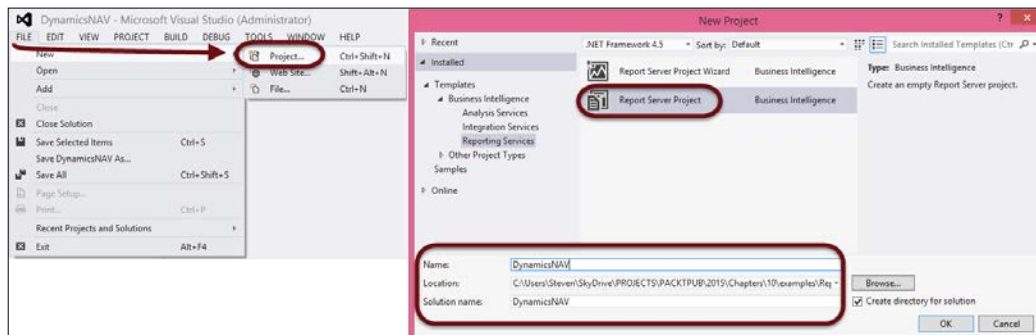 DynamicsNAV - Microsoft Visual Studio (Administrator)
FILE EDIT VIEW PROJECT BUILD DEBUG TOOLS WINDOW HELP
New
Open
Add
Close
Close Solution
Save Selected Items Ctrl+S
Save DynamicsNAV As...
Save All Ctrl+Shift+S
Page Setup...
Print... Ctrl+P
Recent Projects and Solutions
Exit Alt+F4
Project... Ctrl+Shift+N
Web Site... Shift+Alt+N
File... Ctrl+N
New Project
Recent
Installed
Templates
Business Intelligence
Analysis Services
Integration Services
Reporting Services
Other Project Types
Samples
Online
.NET Framework 4.5 Sort by: Default
Search Installed Templates (Ctr
Report Server Project Wizard Business Intelligence
Report Server Project Business Intelligence
Type: Business Intelligence
Create an empty Report Server project.
Name: DynamicsNAV
Location: C:\Users\Steven\SkyDrive\PROJECTS\PACKTPUB\2015\Chapters\10\examples\Rep
Browse...
Solution name: DynamicsNAV
Create directory for solution
OK Cancel